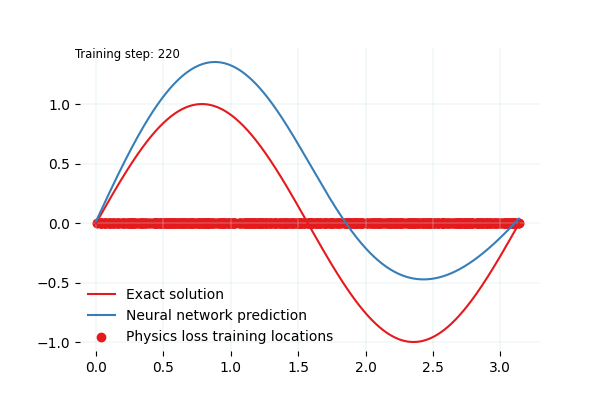 Training step: 220
1.0
0.5
0.0
−0.5
−1.0
Exact solution
Neural network prediction
Physics loss training locations
0.0 0.5 1.0 1.5 2.0 2.5 3.0